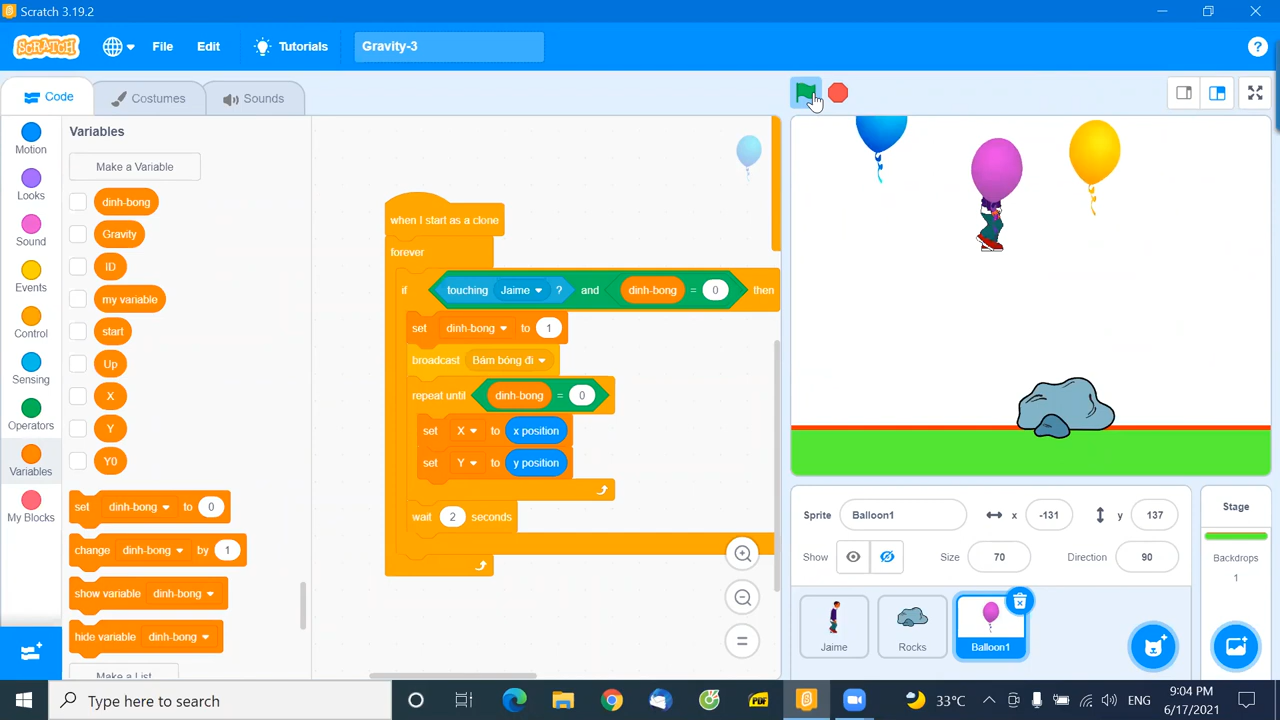 Scratch 3.19.2
SCRATCH
File
Edit
Tutorials
Gravity-3
?
Code
Costumes
Sounds
Motion
Looks
Sound
Events
Control
Sensing
Operators
Variables
My Blocks
Variables
Make a Variable
dinh-bong
Gravity
ID
my variable
start
Up
X
Y
Y0
set dinh-bong to 0
change dinh-bong by 1
show variable dinh-bong
hide variable dinh-bong
Make a List
when I start as a clone
forever
if touching Jaime ? and dinh-bong = 0 then
set dinh-bong to 1
broadcast Bám bóng đi
repeat until dinh-bong = 0
set X to x position
set Y to y position
wait 2 seconds
Sprite Balloon1 x -131 y 137
Show Size 70 Direction 90
Jaime
Rocks
Balloon1
Stage
Backdrops
1
Type here to search
PDF
33°C
ENG
9:04 PM
6/17/2021